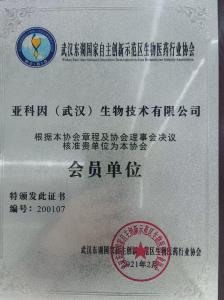 武汉东湖国家自主创新示范区生物医药行业协会
亚科因（武汉）生物技术有限公司
根据本协会章程及协会理事会决议
核准贵单位为本协会
会员单位
特颁发此证书
编号：200107
武汉东湖国家自主创新示范区生物医药行业协会
2021年2月